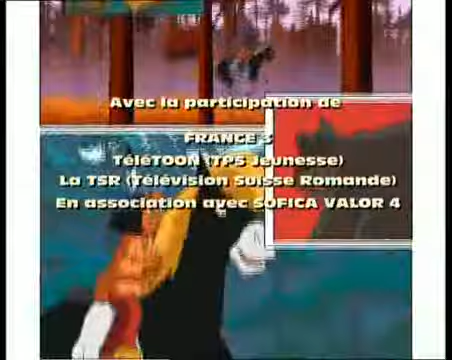 Avec la participation de
FRANCE 3
TéléTOON (TPS Jeunesse)
La TSR (Télévision Suisse Romande)
En association avec SOFICA VALOR 4